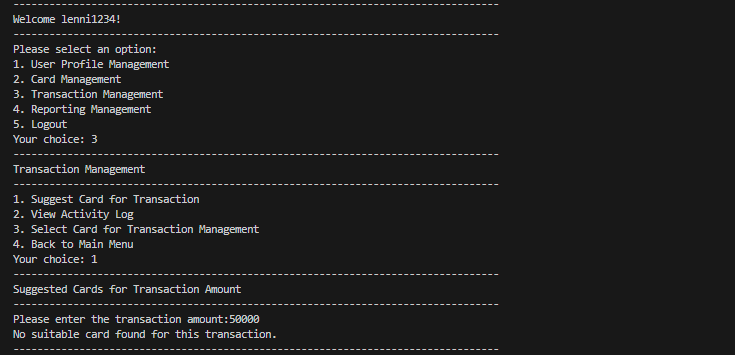 ---------------------------------------------------------------------------------
Welcome lenni1234!
---------------------------------------------------------------------------------
Please select an option:
1. User Profile Management
2. Card Management
3. Transaction Management
4. Reporting Management
5. Logout
Your choice: 3
---------------------------------------------------------------------------------
Transaction Management
---------------------------------------------------------------------------------
1. Suggest Card for Transaction
2. View Activity Log
3. Select Card for Transaction Management
4. Back to Main Menu
Your choice: 1
---------------------------------------------------------------------------------
Suggested Cards for Transaction Amount
---------------------------------------------------------------------------------
Please enter the transaction amount:50000
No suitable card found for this transaction.
---------------------------------------------------------------------------------